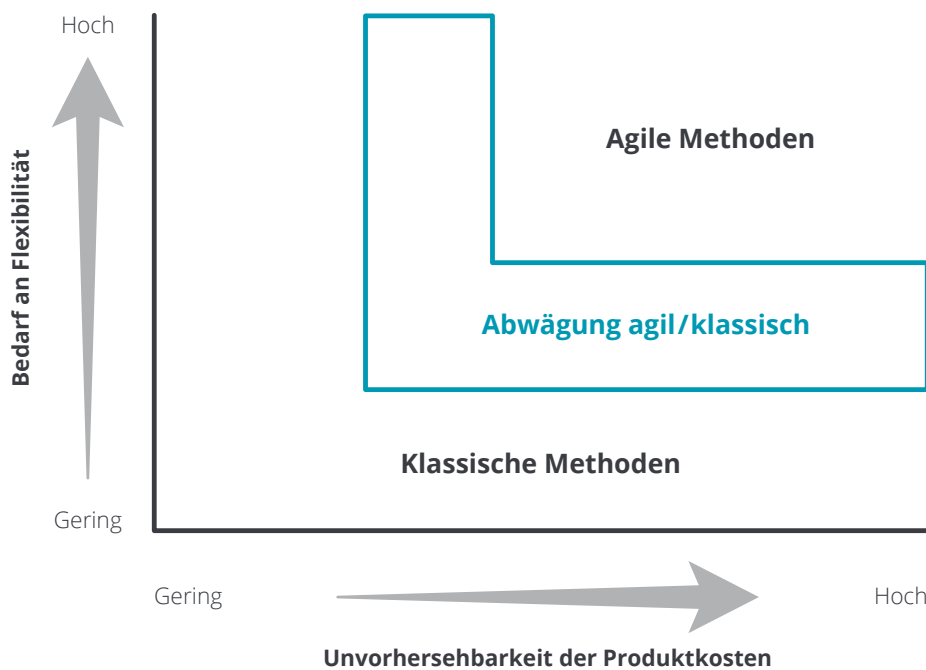 Hoch
Agile Methoden
Bedarf an Flexibilität
Abwägung agil/klassisch
Klassische Methoden
Gering
Gering
Hoch
Unvorhersehbarkeit der Produktkosten